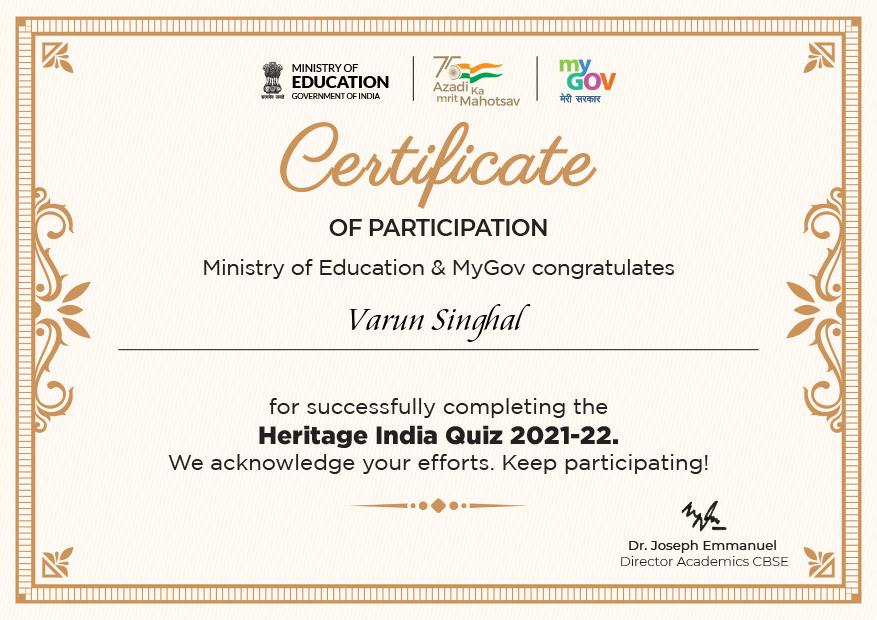 MINISTRY OF
EDUCATION
GOVERNMENT OF INDIA
सत्यमेव जयते
75
Azadi Ka
Amrit Mahotsav
my
GOV
मेरी सरकार
Certificate
OF PARTICIPATION
Ministry of Education & MyGov congratulates
Varun Singhal
for successfully completing the
Heritage India Quiz 2021-22.
We acknowledge your efforts. Keep participating!
Dr. Joseph Emmanuel
Director Academics CBSE